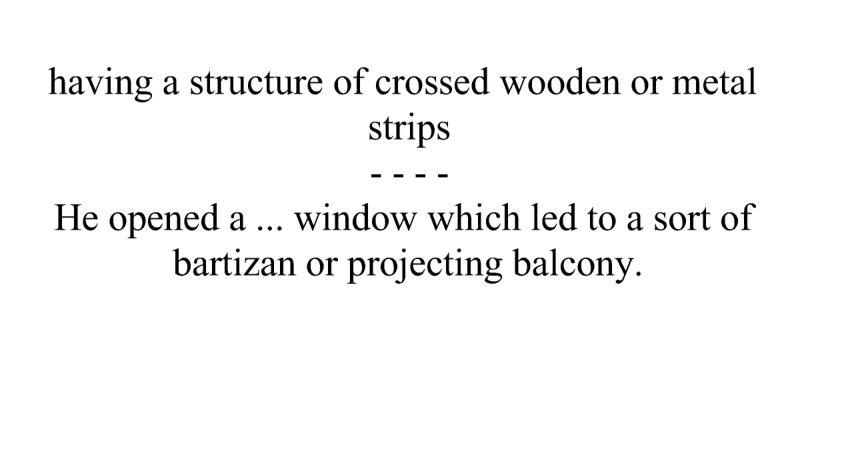 having a structure of crossed wooden or metal
strips
- - - -
He opened a ... window which led to a sort of
bartizan or projecting balcony.